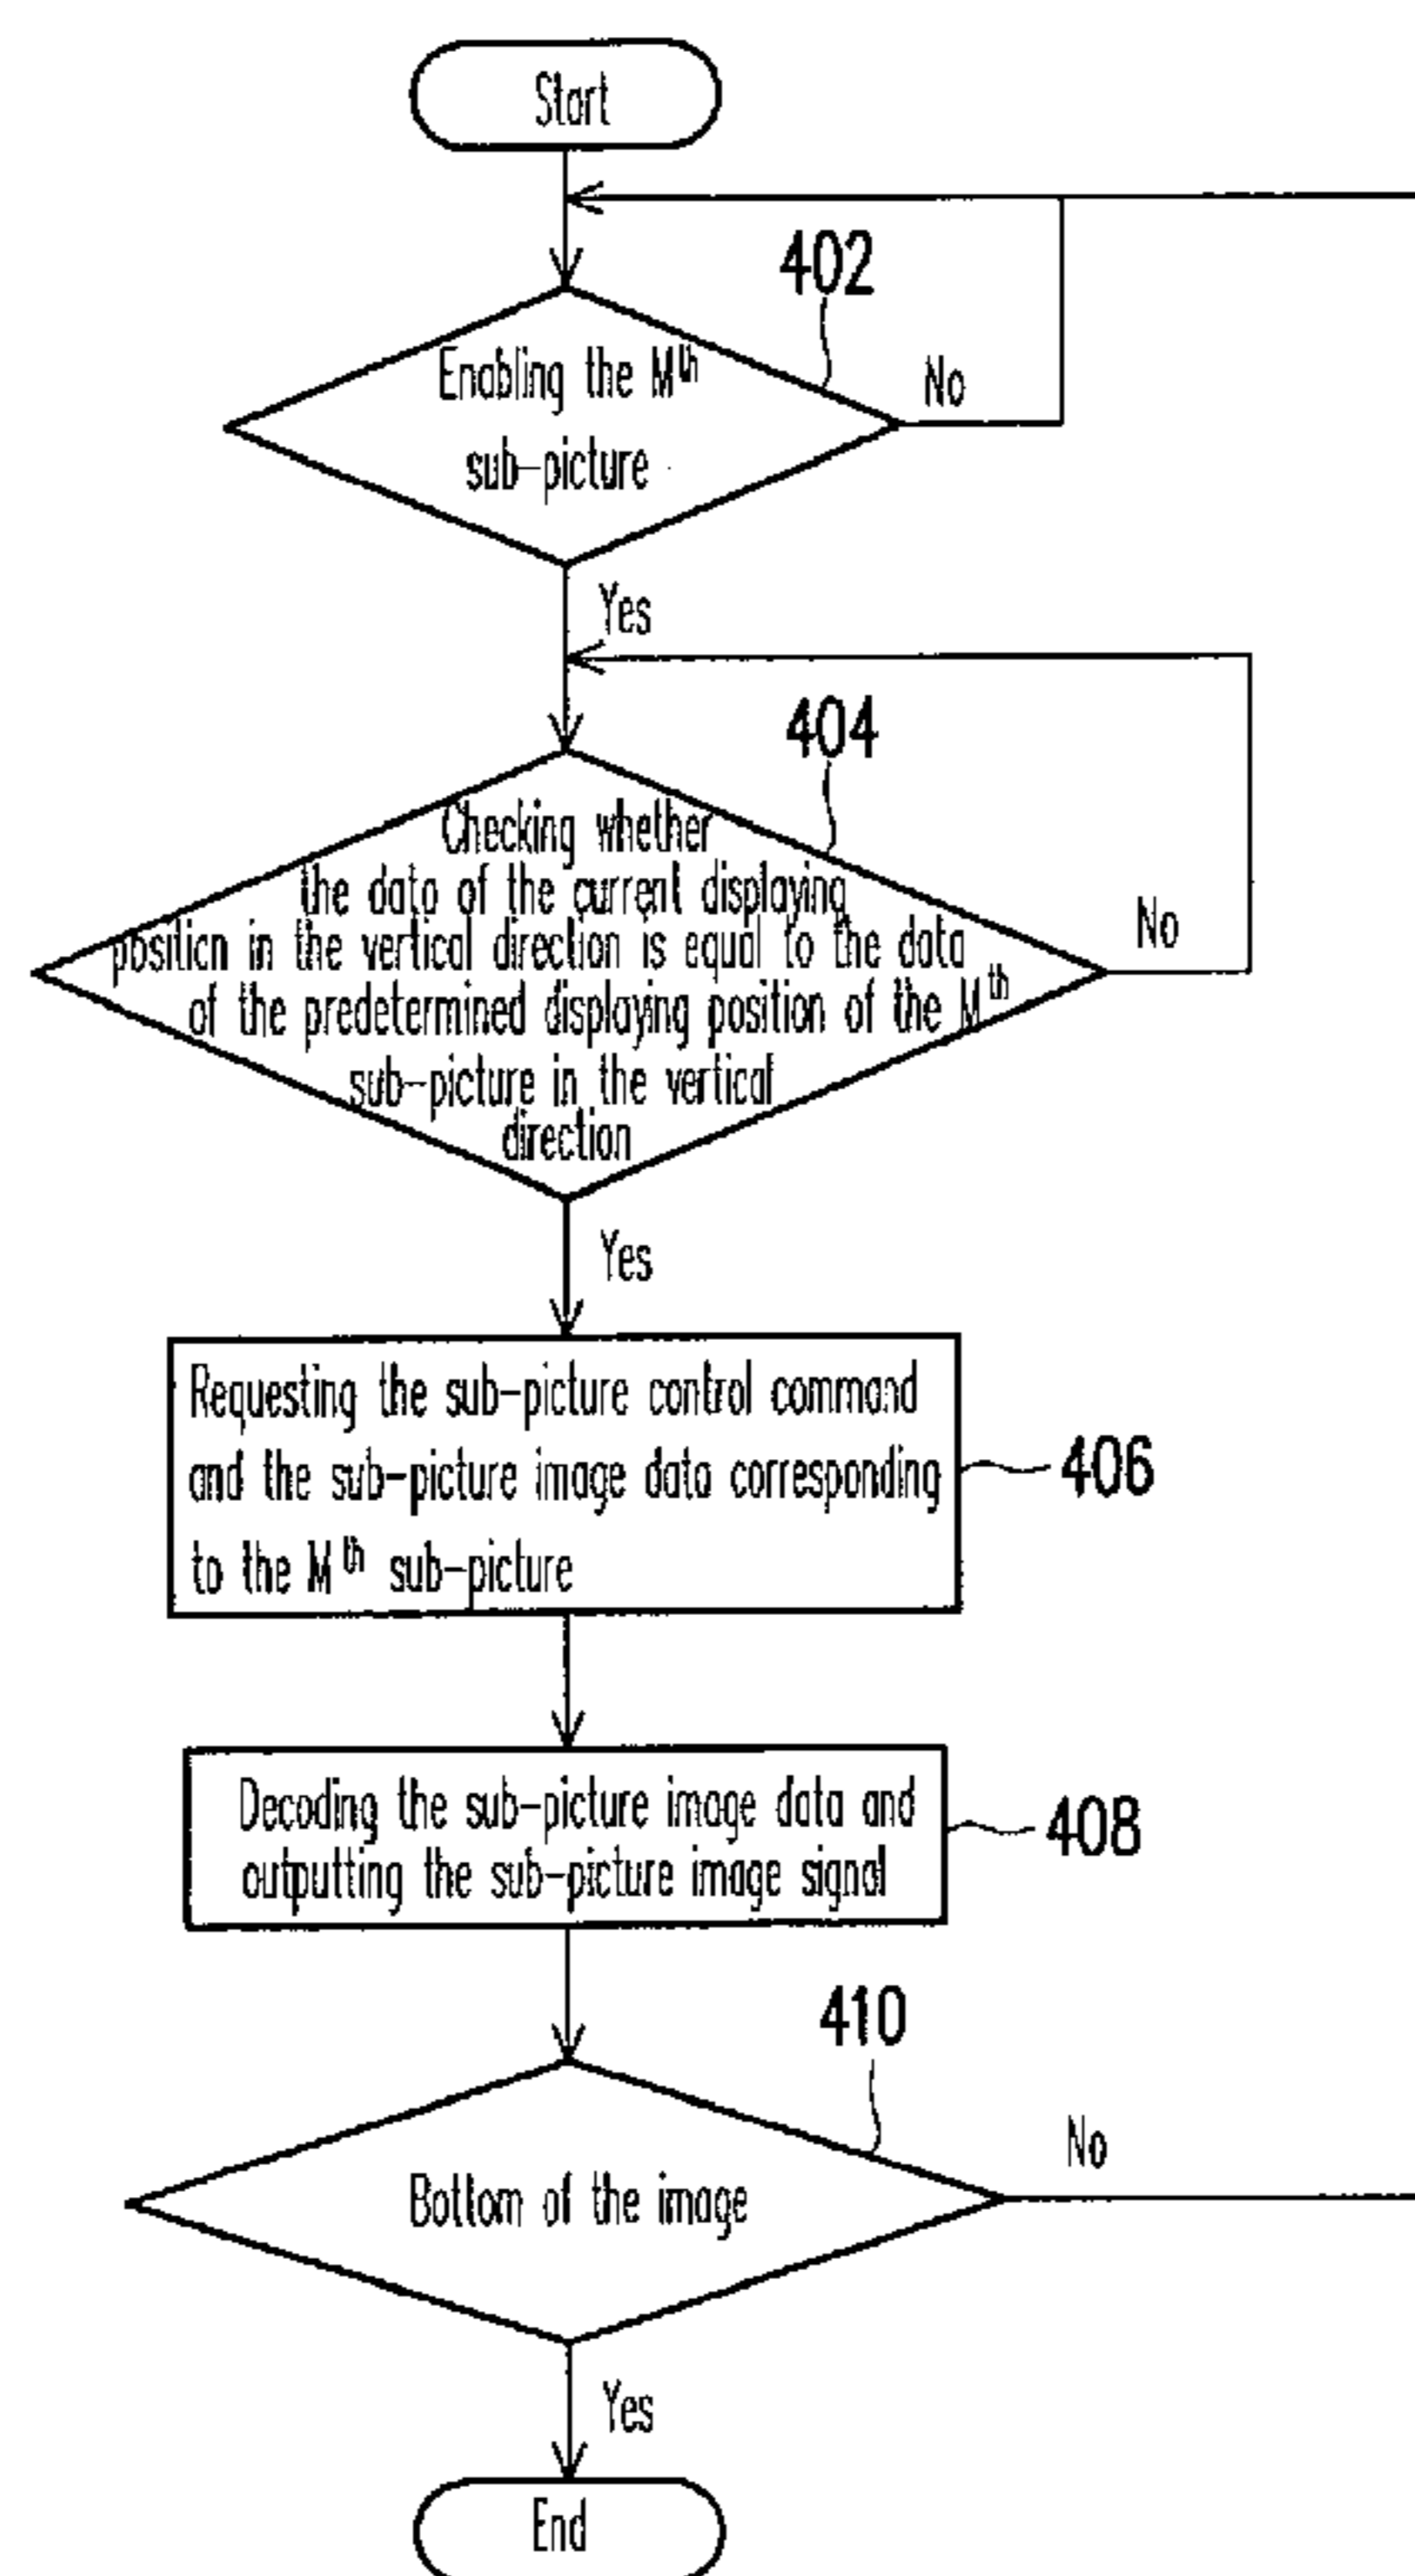 Start
402
Enabling the Mth
No
sub-picture
Yes
404
Checking whether
the data of the current displaying
position in the vertical direction is equal to the data
No
of the predetermined displaying position of the Mth
sub-picture in the vertical
direction
Yes
Requesting the sub-picture control command
and the sub-picture image data corresponding
406
to the Mth sub-picture
Decoding the sub-picture image data and
408
outputting the sub-picture image signal
410
No
Bottom of the image
Yes
End